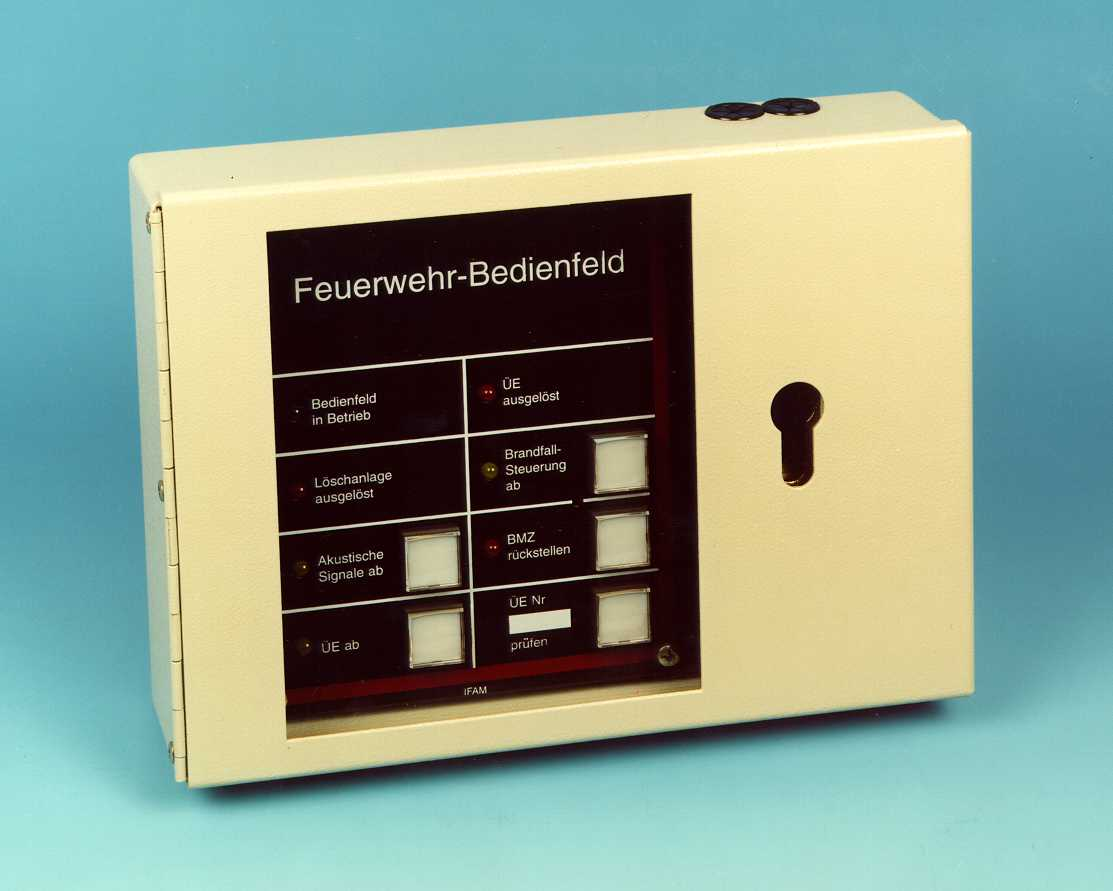 Feuerwehr-Bedienfeld
Bedienfeld
in Betrieb
ÜE
ausgelöst
Löschanlage
ausgelöst
Brandfall-
Steuerung
ab
Akustische
Signale ab
BMZ
rückstellen
ÜE ab
ÜE Nr
prüfen
IFAM